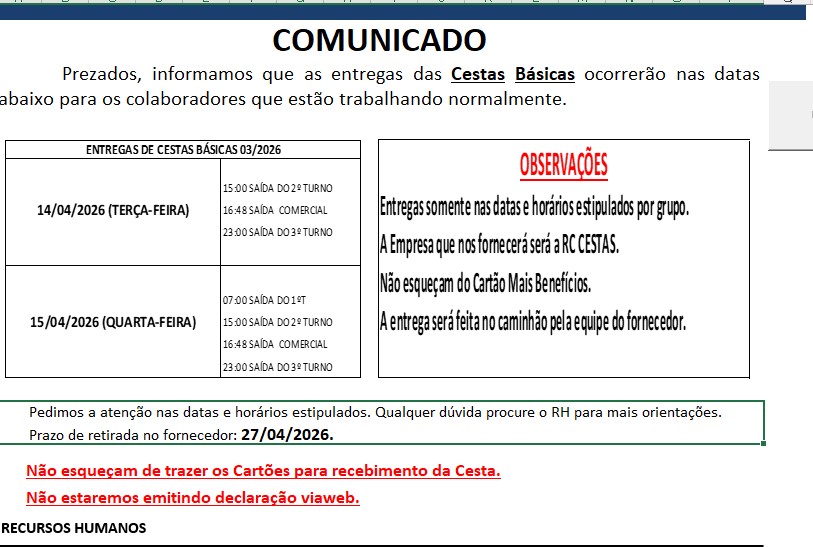 COMUNICADO
Prezados, informamos que as entregas das Cestas Básicas ocorrerão nas datas
abaixo para os colaboradores que estão trabalhando normalmente.
ENTREGAS DE CESTAS BÁSICAS 03/2026
14/04/2026 (TERÇA-FEIRA)
15:00 SAÍDA DO 2º TURNO
16:48 SAÍDA COMERCIAL
23:00 SAÍDA DO 3º TURNO
15/04/2026 (QUARTA-FEIRA)
07:00 SAÍDA DO 1ºT
15:00 SAÍDA DO 2º TURNO
16:48 SAÍDA COMERCIAL
23:00 SAÍDA DO 3º TURNO
OBSERVAÇÕES
Entregas somente nas datas e horários estipulados por grupo.
A Empresa que nos fornecerá será a RC CESTAS.
Não esqueçam do Cartão Mais Benefícios.
A entrega será feita no caminhão pela equipe do fornecedor.
Pedimos a atenção nas datas e horários estipulados. Qualquer dúvida procure o RH para mais orientações.
Prazo de retirada no fornecedor: 27/04/2026.
Não esqueçam de trazer os Cartões para recebimento da Cesta.
Não estaremos emitindo declaração viaweb.
RECURSOS HUMANOS